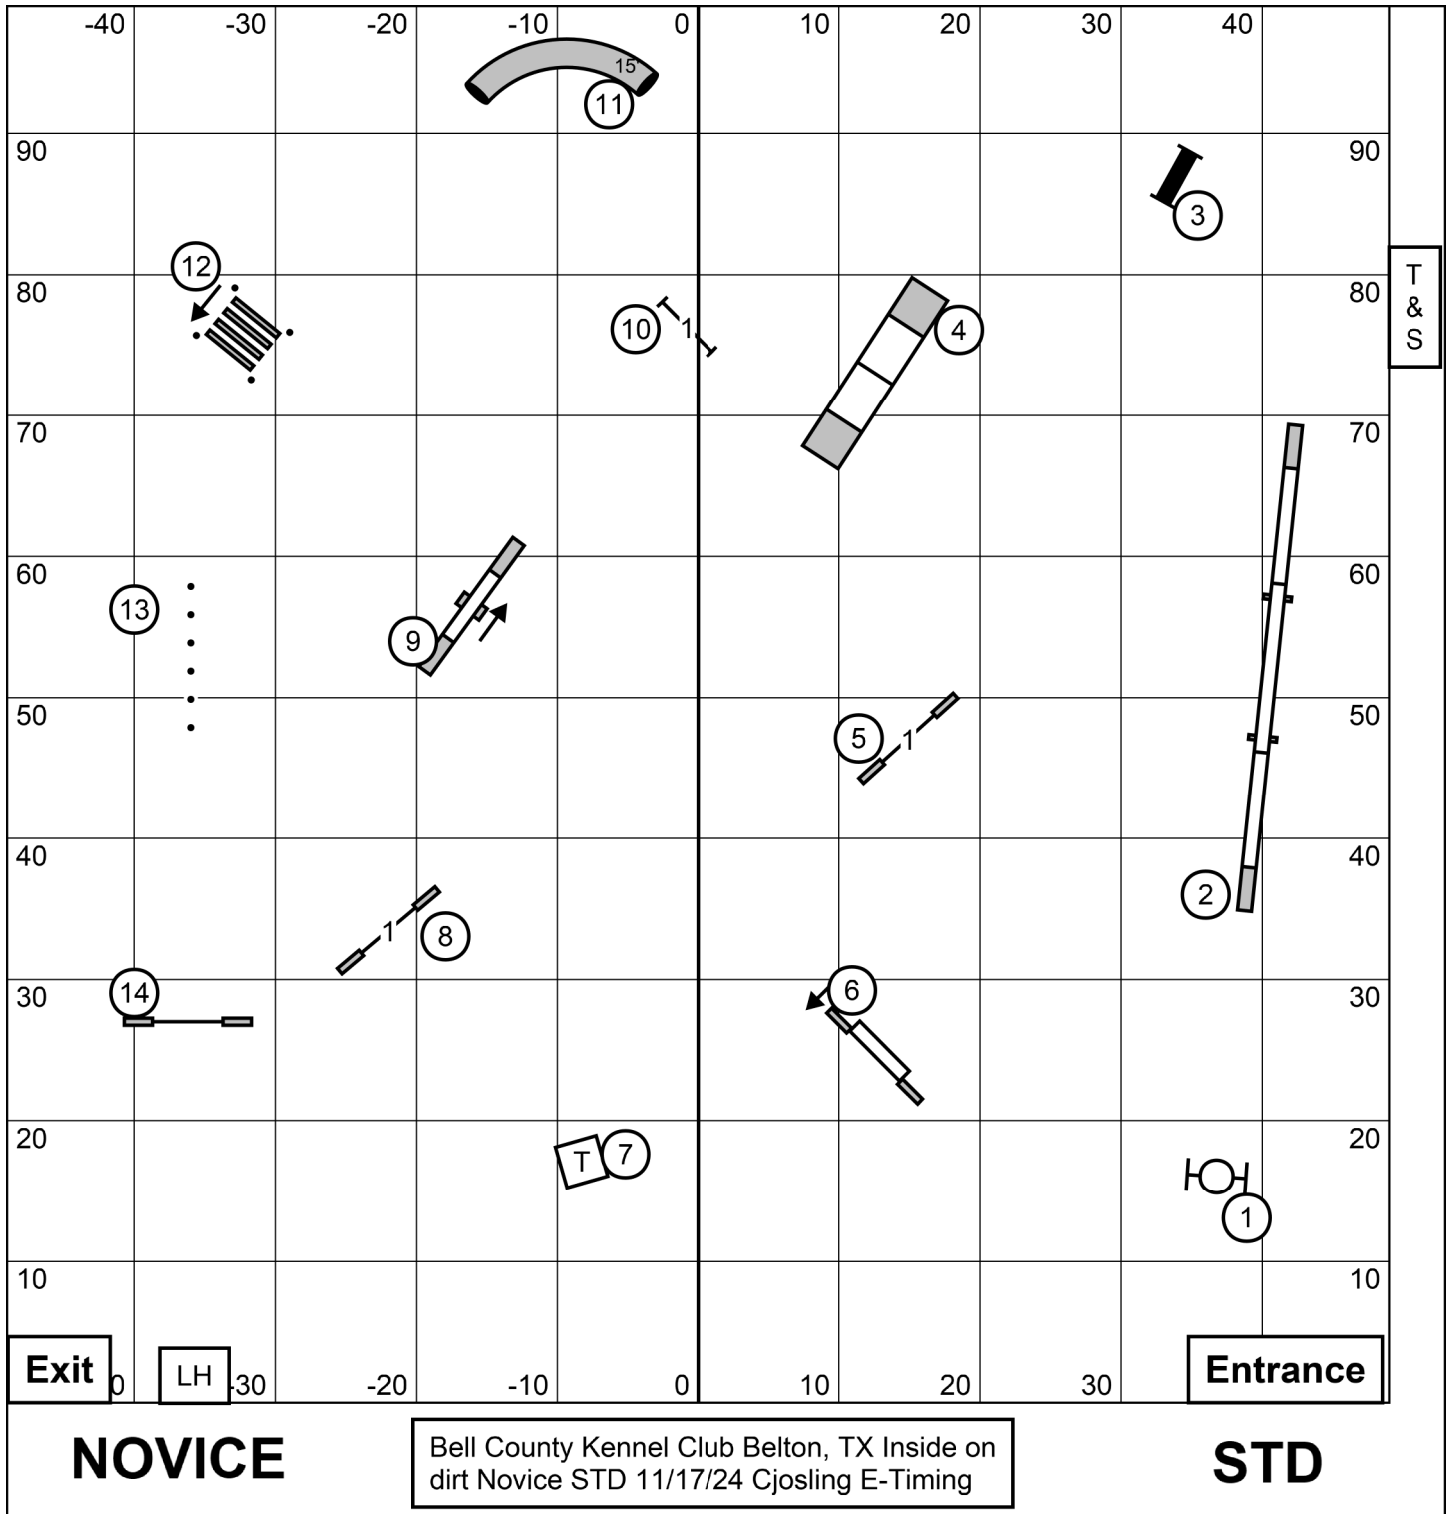 -40 -30 -10 0 10 20 30 40
15'
11
90 90
3
12
80 80
T
&
S
10 1 4
70 70
60 60
13
9
50 50
5 1
40 40
2
1 8
30 30
14 6
20 20
T 7
1
10 10
Exit 0 LH -30 -20 -10 0 10 20 30 Entrance
NOVICE
Bell County Kennel Club Belton, TX Inside on
dirt Novice STD 11/17/24 Cjosling E-Timing
STD